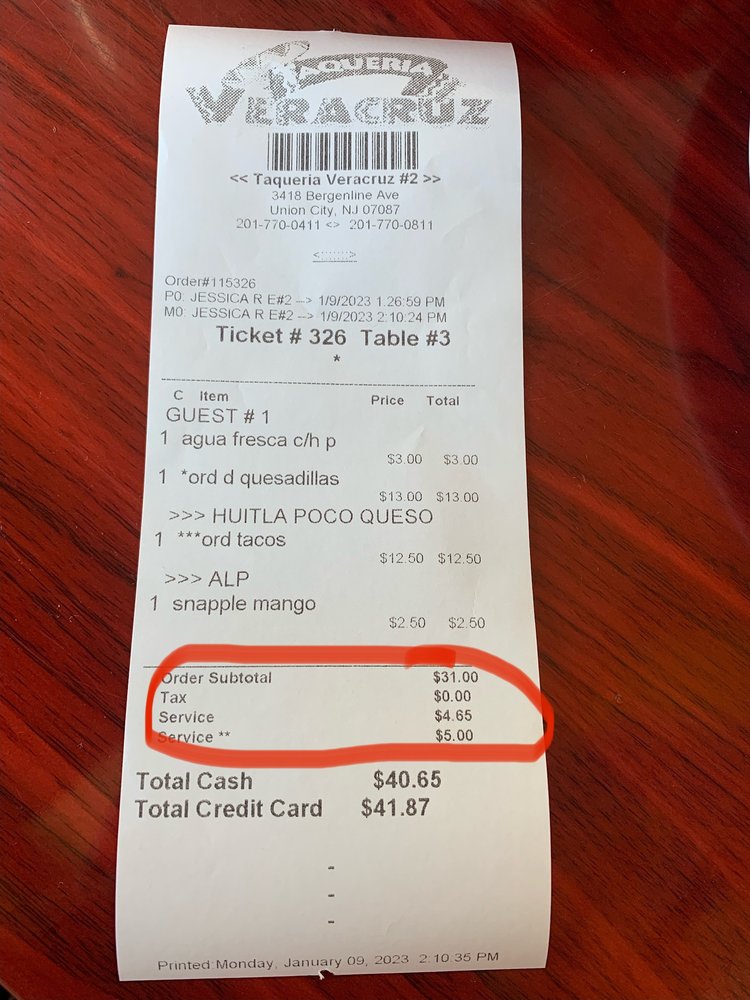 TAQUERIA
VERACRUZ
<< Taqueria Veracruz #2 >>
3418 Bergenline Ave
Union City, NJ 07087
201-770-0411 <> 201-770-0811
<::::::>
Order#115326
P0: JESSICA R E#2 --> 1/9/2023 1:26:59 PM
M0: JESSICA R E#2 --> 1/9/2023 2:10:24 PM
Ticket # 326 Table #3
*
C Item Price Total
GUEST # 1
1 agua fresca c/h p
$3.00 $3.00
1 *ord d quesadillas
$13.00 $13.00
>>> HUITLA POCO QUESO
1 ***ord tacos
$12.50 $12.50
>>> ALP
1 snapple mango
$2.50 $2.50
Order Subtotal $31.00
Tax $0.00
Service $4.65
Service ** $5.00
Total Cash $40.65
Total Credit Card $41.87
-
-
-
Printed:Monday, January 09, 2023 2:10:35 PM